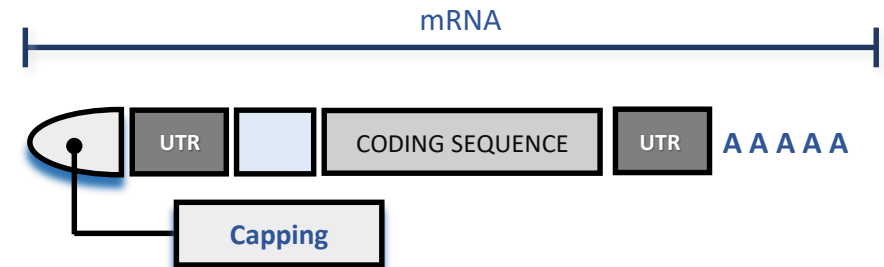 mRNA
UTR
CODING SEQUENCE
UTR
A A A A A
Capping